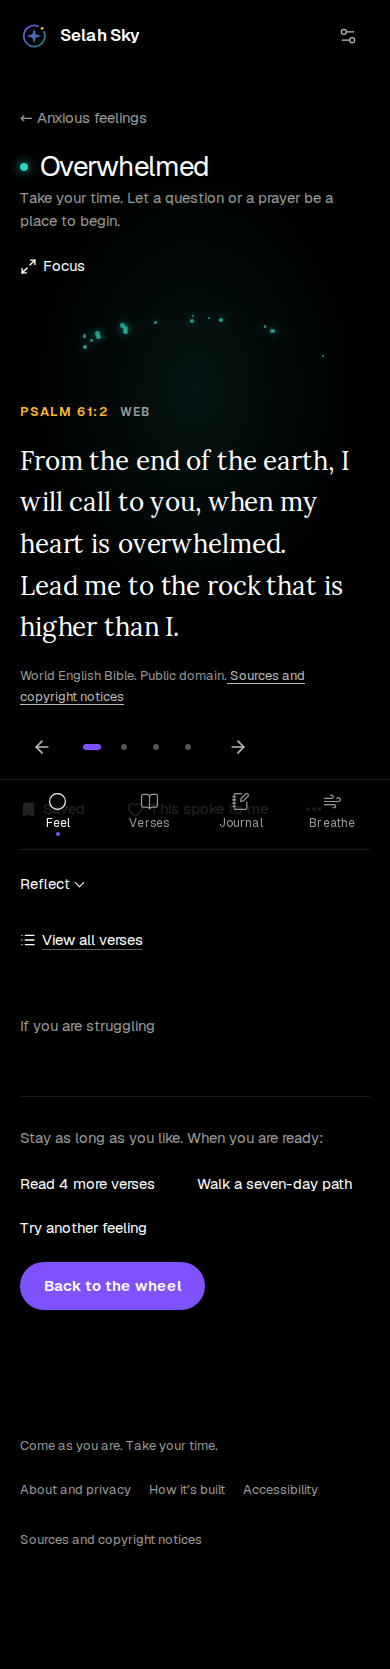 Selah Sky
← Anxious feelings
Overwhelmed
Take your time. Let a question or a prayer be a
place to begin.
Focus
PSALM 61:2 WEB
From the end of the earth, I
will call to you, when my
heart is overwhelmed.
Lead me to the rock that is
higher than I.
World English Bible. Public domain. Sources and
copyright notices
Saved This spoke to me
Feel Verses Journal Breathe
Reflect
View all verses
If you are struggling
Stay as long as you like. When you are ready:
Read 4 more verses Walk a seven-day path
Try another feeling
Back to the wheel
Come as you are. Take your time.
About and privacy How it's built Accessibility
Sources and copyright notices